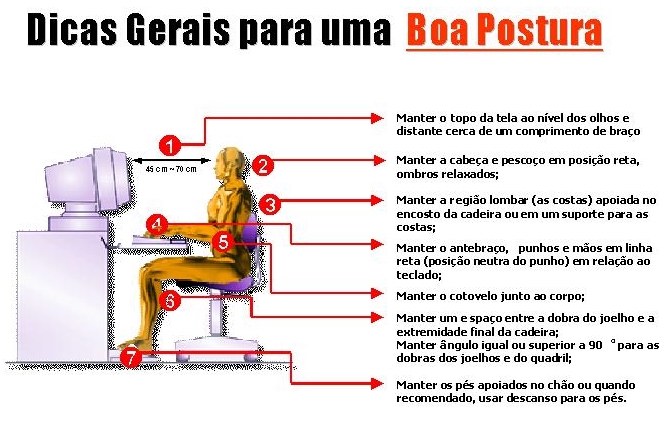 Dicas Gerais para uma Boa Postura
1
Manter o topo da tela ao nível dos olhos e
distante cerca de um comprimento de braço
45 cm ~ 70 cm
2
Manter a cabeça e pescoço em posição reta,
ombros relaxados;
3
Manter a região lombar (as costas) apoiada no
encosto da cadeira ou em um suporte para as
costas;
4
Manter o antebraço, punhos e mãos em linha
reta (posição neutra do punho) em relação ao
teclado;
5
Manter o cotovelo junto ao corpo;
6
Manter um e spaço entre a dobra do joelho e a
extremidade final da cadeira;
Manter ângulo igual ou superior a 90 ° para as
dobras dos joelhos e do quadril;
7
Manter os pés apoiados no chão ou quando
recomendado, usar descanso para os pés.